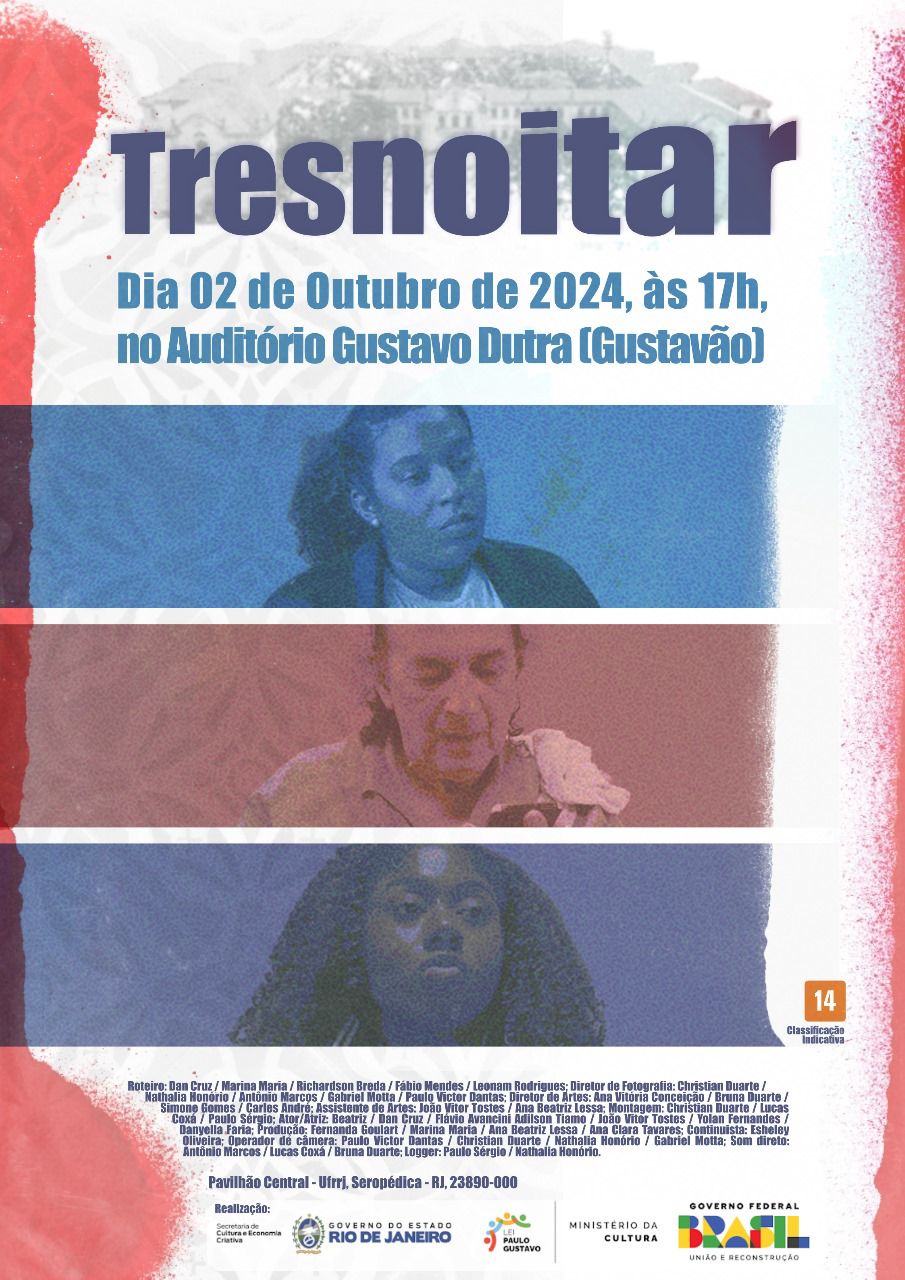 Tresnoitar
Dia 02 de Outubro de 2024, às 17h,
no Auditório Gustavo Dutra (Gustavão)
14
Classificação
Indicativa
Roteiro: Dan Cruz / Marina Maria / Richardson Breda / Fábio Mendes / Leonam Rodrigues; Diretor de Fotografia: Christian Duarte /
Nathalia Honório / Antônio Marcos / Gabriel Motta / Paulo Victor Dantas; Diretor de Artes: Ana Vitória Conceição / Bruna Duarte /
Simone Gomes / Carlos André; Assistente de Artes: João Vitor Tostes / Ana Beatriz Lessa; Montagem: Christian Duarte / Lucas
Coxá / Paulo Sérgio; Ator/Atriz: Beatriz / Dan Cruz / Flávio Avancini Adilson Tiamo / João Vitor Tostes / Yolan Fernandes /
Danyella Faria; Produção: Fernanda Goulart / Marina Maria / Ana Beatriz Lessa / Ana Clara Tavares; Continuísta: Esheley
Oliveira; Operador de câmera: Paulo Victor Dantas / Christian Duarte / Nathalia Honório / Gabriel Motta; Som direto:
Antônio Marcos / Lucas Coxá / Bruna Duarte; Logger: Paulo Sérgio / Nathalia Honório.
Pavilhão Central - Ufrrj, Seropédica - RJ, 23890-000
Realização:
Secretaria de
Cultura e Economia
Criativa
GOVERNO DO ESTADO
RIO DE JANEIRO
LEI
PAULO
GUSTAVO
MINISTÉRIO DA
CULTURA
GOVERNO FEDERAL
BRASIL
UNIÃO E RECONSTRUÇÃO